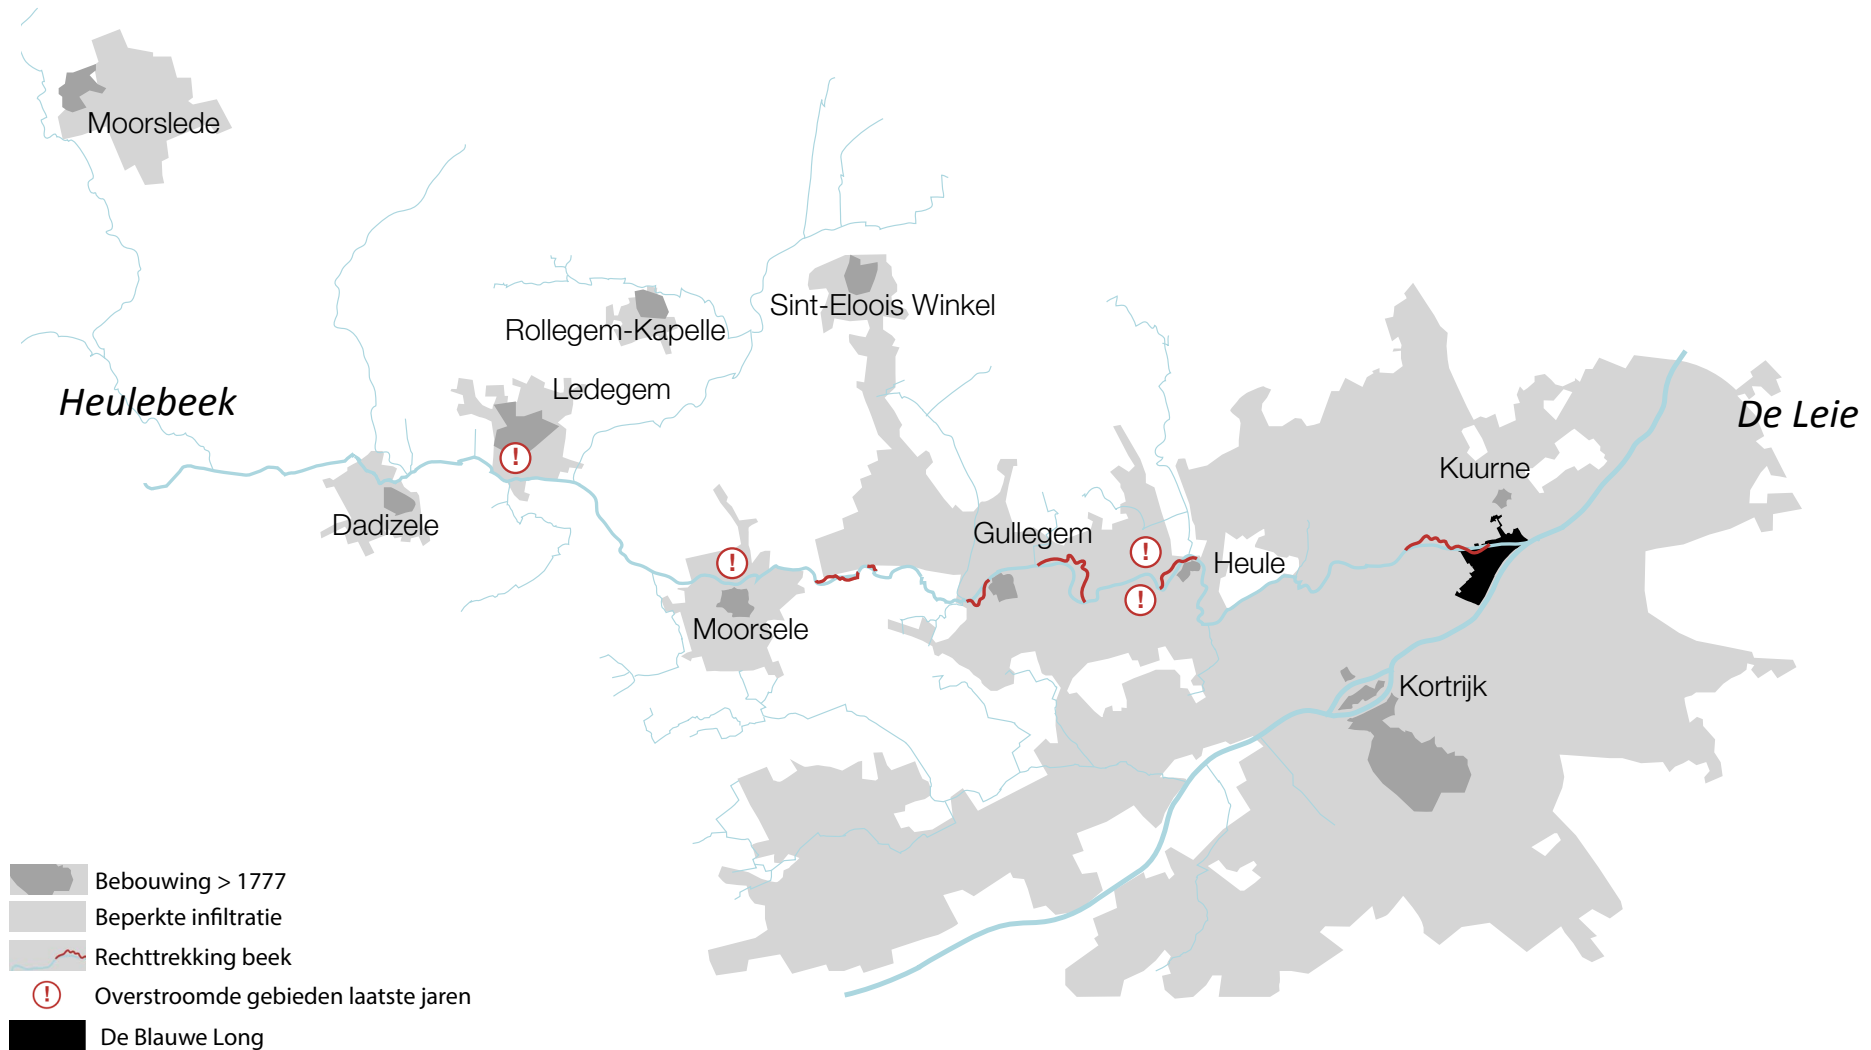 Moorslede
Sint-Eloois Winkel
Rollegem-Kapelle
Ledegem
Heulebeek
De Leie
Kuurne
!
Dadizele
Gullegem
!
!
Heule
!
Moorsele
Kortrijk
Bebouwing > 1777
Beperkte infiltratie
Rechttrekking beek
! Overstroomde gebieden laatste jaren
De Blauwe Long